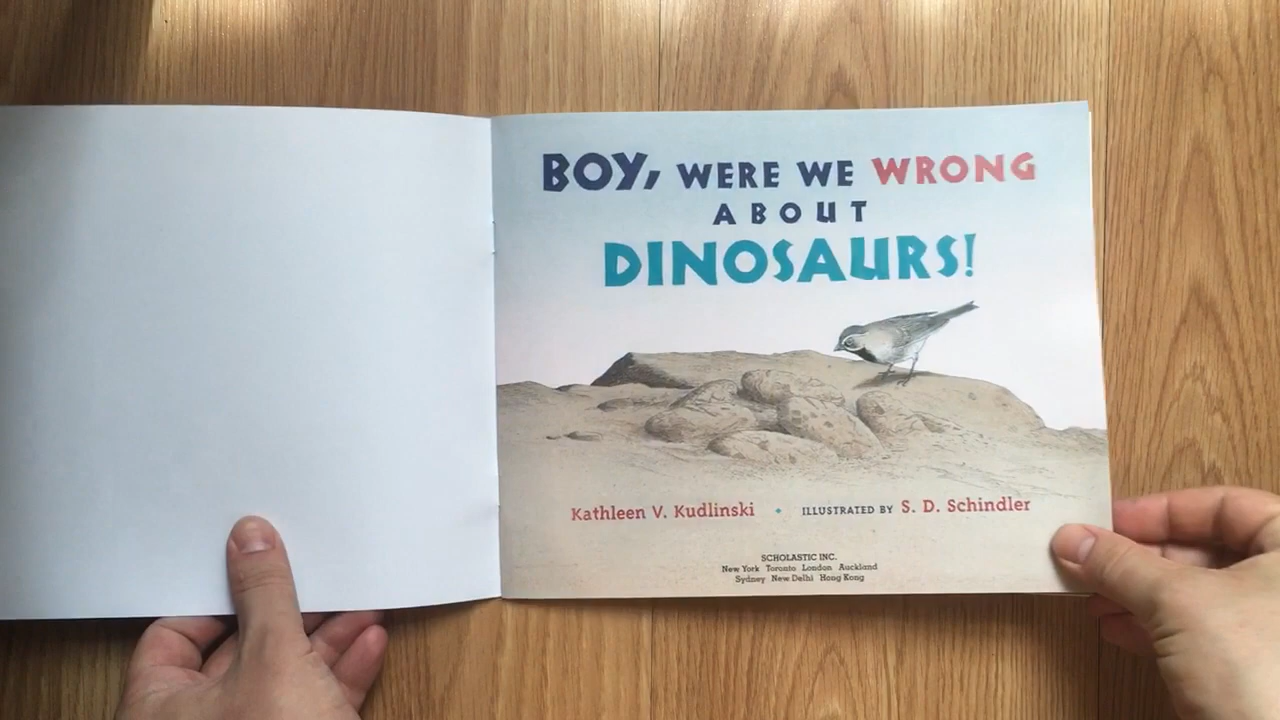 BOY, WERE WE WRONG
ABOUT
DINOSAURS!
Kathleen V. Kudlinski ✦ ILLUSTRATED BY S. D. Schindler
SCHOLASTIC INC.
New York Toronto London Auckland
Sydney New Delhi Hong Kong